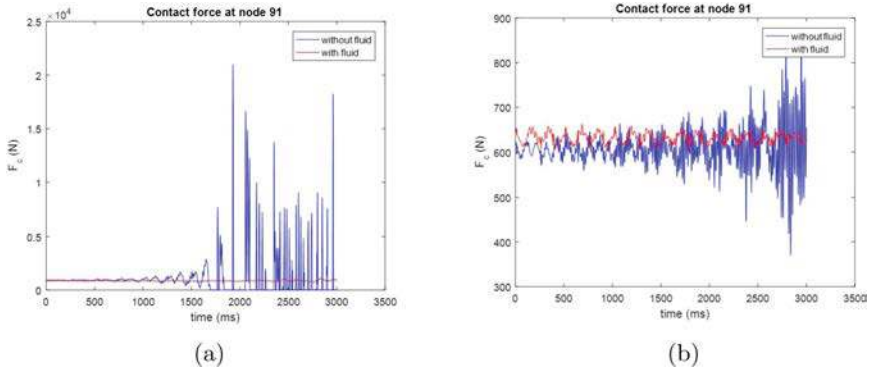 Contact force at node 91
×10⁴
without fluid
with fluid
2.5
2
1.5
1
0.5
0
F_c (N)
0 500 1000 1500 2000 2500 3000 3500
time (ms)
(a)
Contact force at node 91
without fluid
with fluid
900
800
700
600
500
400
300
F_c (N)
0 500 1000 1500 2000 2500 3000 3500
time (ms)
(b)